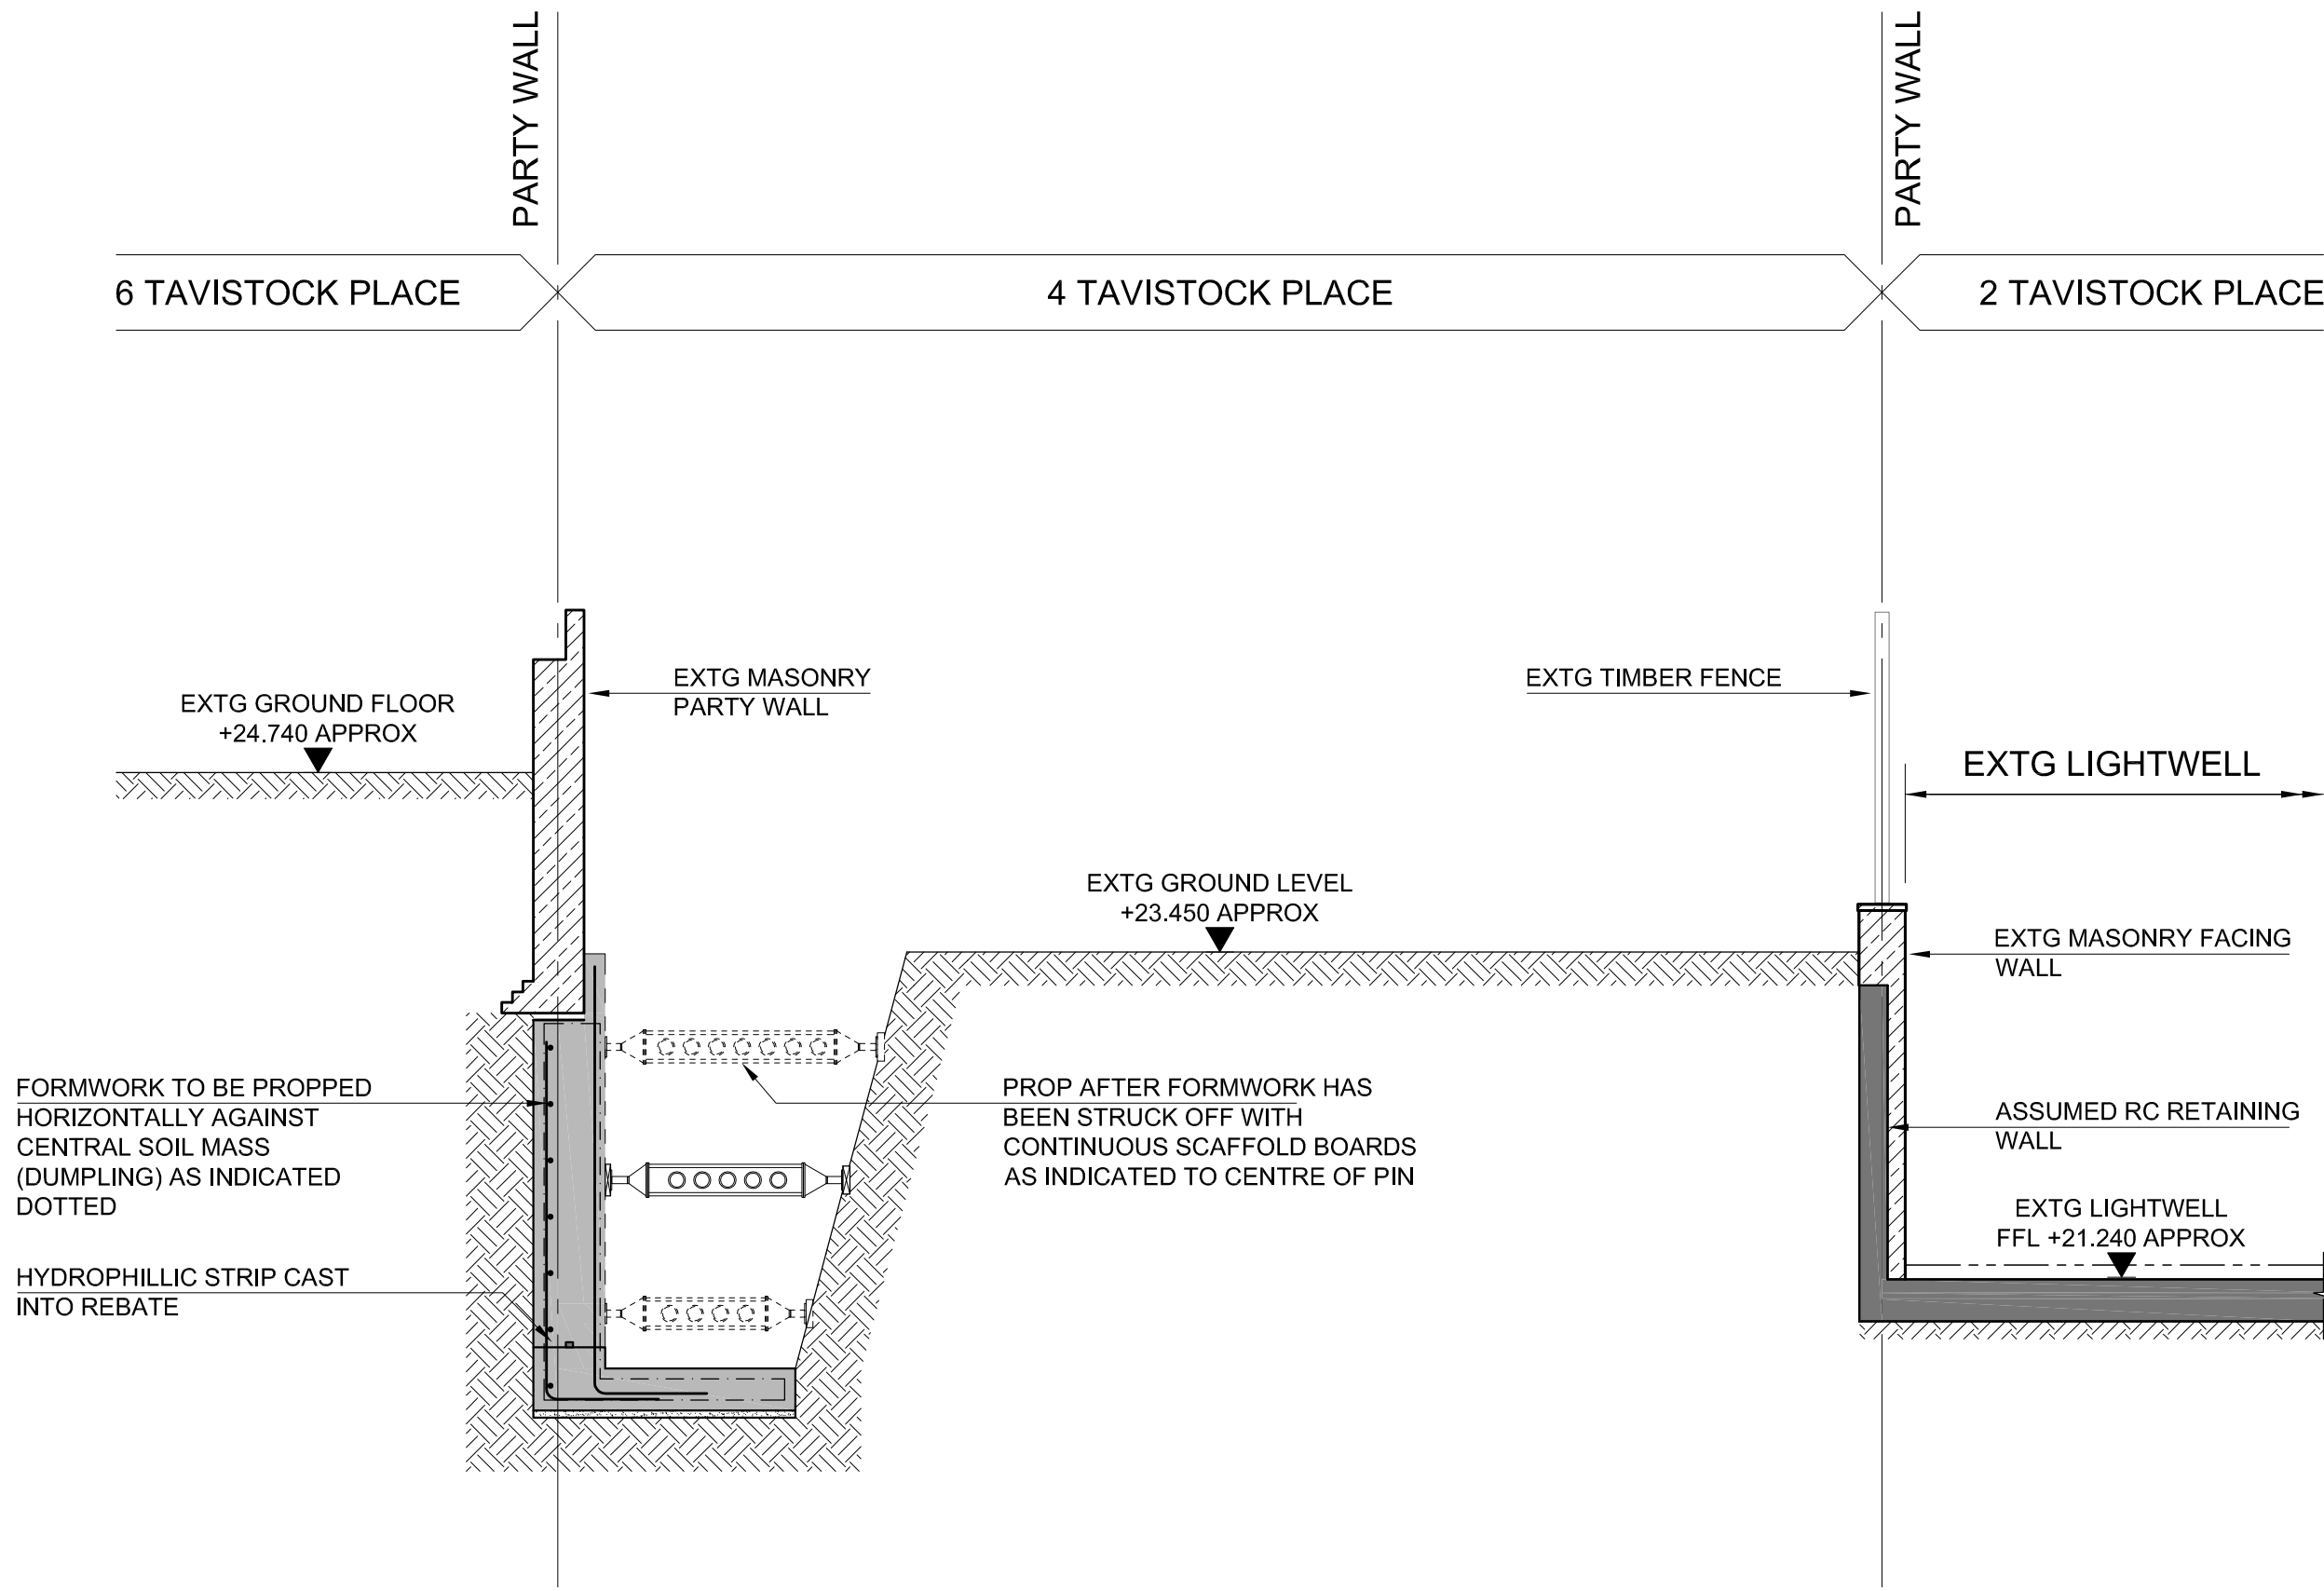 PARTY WALL
PARTY WALL
6 TAVISTOCK PLACE
4 TAVISTOCK PLACE
2 TAVISTOCK PLACE
EXTG MASONRY
PARTY WALL
EXTG TIMBER FENCE
EXTG GROUND FLOOR
+24.740 APPROX
EXTG LIGHTWELL
EXTG GROUND LEVEL
+23.450 APPROX
EXTG MASONRY FACING
WALL
FORMWORK TO BE PROPPED
HORIZONTALLY AGAINST
CENTRAL SOIL MASS
(DUMPLING) AS INDICATED
DOTTED
PROP AFTER FORMWORK HAS
BEEN STRUCK OFF WITH
CONTINUOUS SCAFFOLD BOARDS
AS INDICATED TO CENTRE OF PIN
ASSUMED RC RETAINING
WALL
EXTG LIGHTWELL
FFL +21.240 APPROX
HYDROPHILLIC STRIP CAST
INTO REBATE